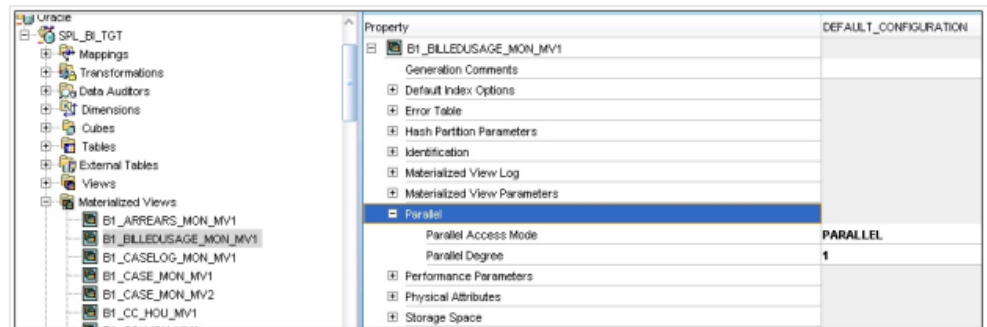 Oracle
SPL_BI_TGT
Mappings
Transformations
Data Auditors
Dimensions
Cubes
Tables
External Tables
Views
Materialized Views
B1_ARREARS_MON_MV1
B1_BILLEDUSAGE_MON_MV1
B1_CASELOG_MON_MV1
B1_CASE_MON_MV1
B1_CASE_MON_MV2
B1_CC_HOU_MV1
Property DEFAULT_CONFIGURATION
B1_BILLEDUSAGE_MON_MV1
Generation Comments
Default Index Options
Error Table
Hash Partition Parameters
Identification
Materialized View Log
Materialized View Parameters
Parallel
Parallel Access Mode PARALLEL
Parallel Degree 1
Performance Parameters
Physical Attributes
Storage Space